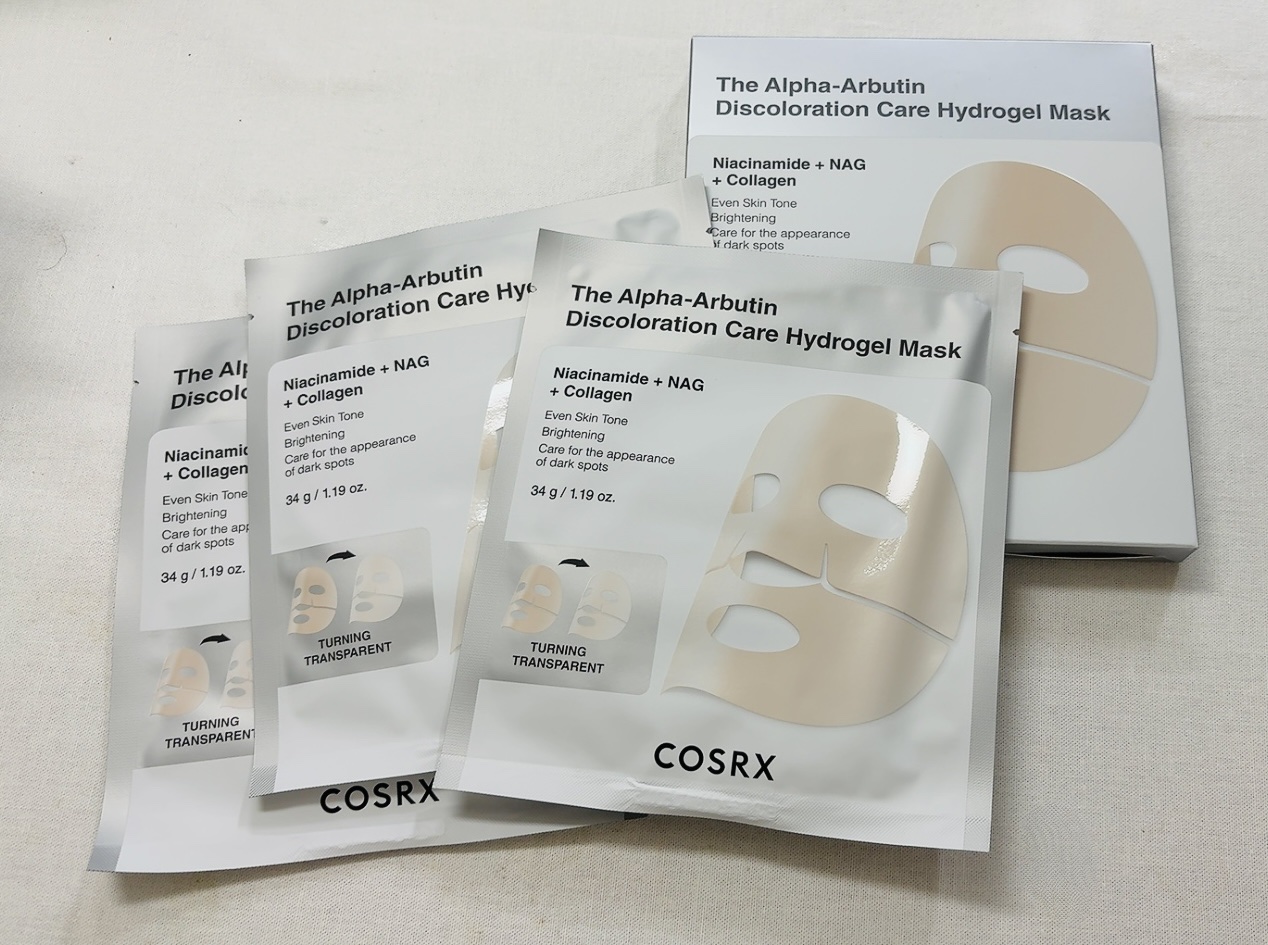 The Alpha-Arbutin
Discoloration Care Hydrogel Mask
Niacinamide + NAG
+ Collagen
Even Skin Tone
Brightening
Care for the appearance
of dark spots
The Alpha-Arbutin
Discoloration Care Hyd
Niacinamide + NAG
+ Collagen
Even Skin Tone
Brightening
Care for the appearance
of dark spots
34 g / 1.19 oz.
TURNING
TRANSPARENT
The Alpha-Arbutin
Discoloration Care Hydrogel Mask
Niacinamide + NAG
+ Collagen
Even Skin Tone
Brightening
Care for the appearance
of dark spots
34 g / 1.19 oz.
TURNING
TRANSPARENT
COSRX
The Alp
Discolo
Niacinamid
+ Collagen
Even Skin Tone
Brightening
Care for the app
of dark spots
34 g / 1.19 oz.
TURNING
TRANSPARENT
COSRX